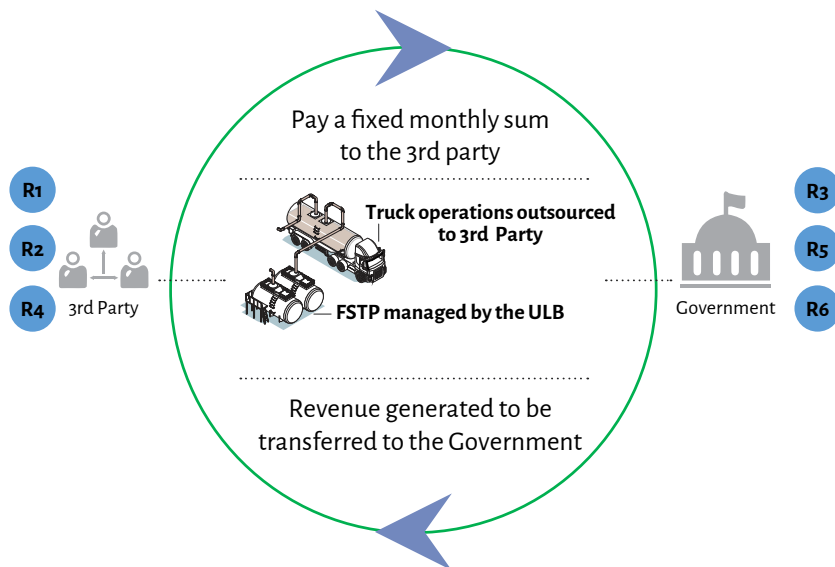 Pay a fixed monthly sum
to the 3rd party
R1
R2
R4
3rd Party
Truck operations outsourced
to 3rd Party
FSTP managed by the ULB
R3
R5
R6
Government
Revenue generated to be
transferred to the Government